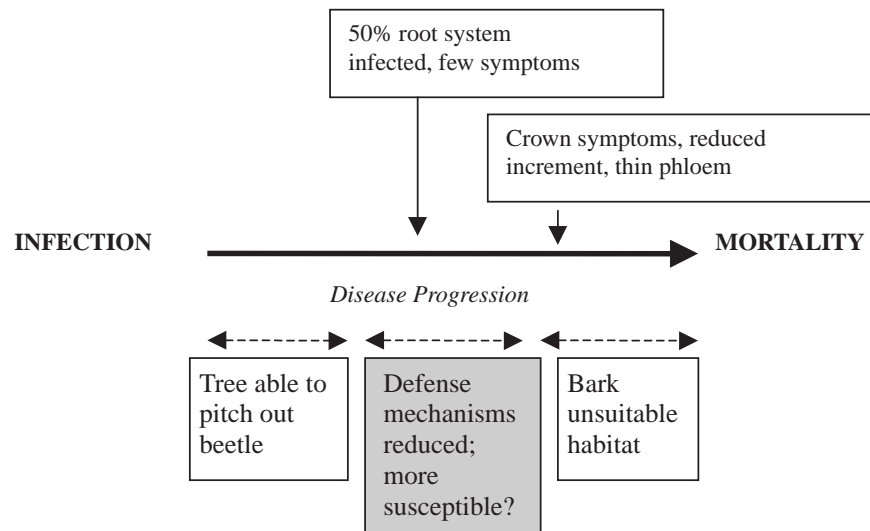 50% root system
infected, few symptoms
Crown symptoms, reduced
increment, thin phloem
INFECTION
MORTALITY
Disease Progression
Tree able to
pitch out
beetle
Defense
mechanisms
reduced;
more
susceptible?
Bark
unsuitable
habitat